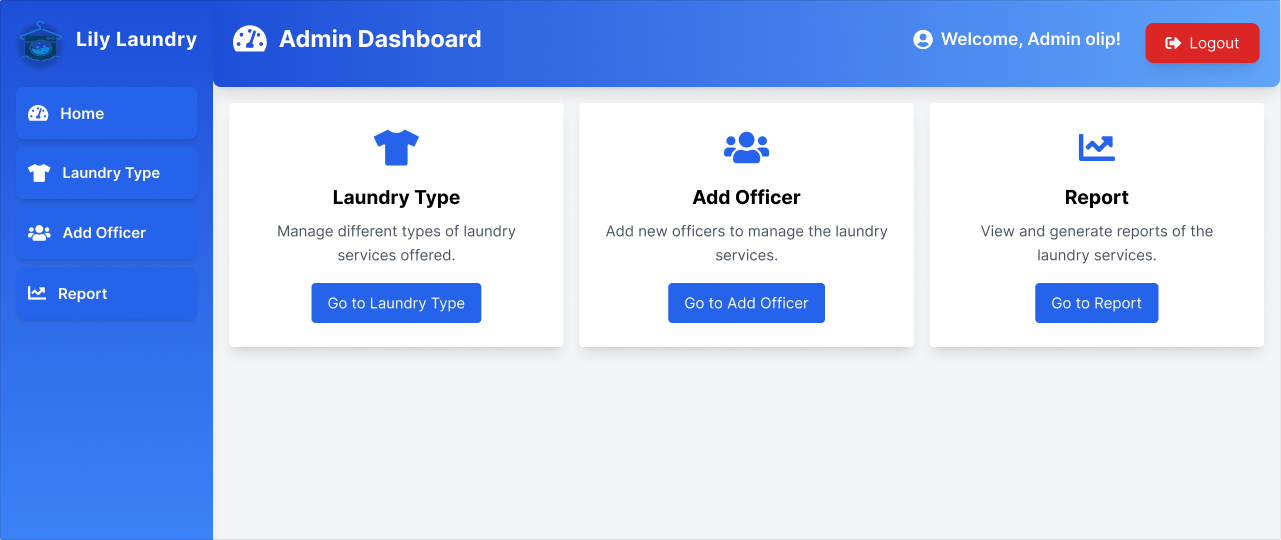 Lily Laundry
Home
Laundry Type
Add Officer
Report
Admin Dashboard
Welcome, Admin olip!
Logout
Laundry Type
Manage different types of laundry
services offered.
Go to Laundry Type
Add Officer
Add new officers to manage the laundry
services.
Go to Add Officer
Report
View and generate reports of the
laundry services.
Go to Report